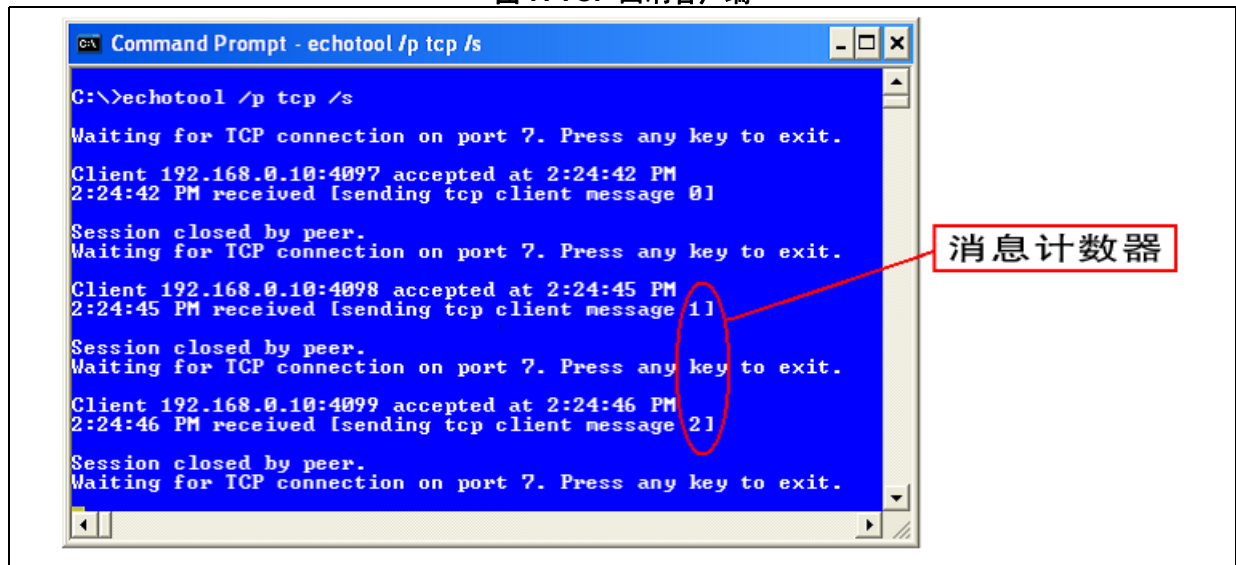 Command Prompt - echotool /p tcp /s
C:\>echotool /p tcp /s
Waiting for TCP connection on port 7. Press any key to exit.
Client 192.168.0.10:4097 accepted at 2:24:42 PM
2:24:42 PM received [sending tcp client message 0]
Session closed by peer.
Waiting for TCP connection on port 7. Press any key to exit.
Client 192.168.0.10:4098 accepted at 2:24:45 PM
2:24:45 PM received [sending tcp client message 1]
消息计数器
Session closed by peer.
Waiting for TCP connection on port 7. Press any key to exit.
Client 192.168.0.10:4099 accepted at 2:24:46 PM
2:24:46 PM received [sending tcp client message 2]
Session closed by peer.
Waiting for TCP connection on port 7. Press any key to exit.